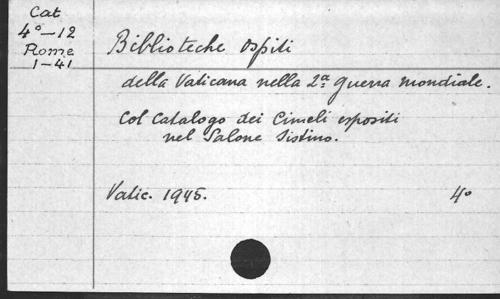 Cat
4°-12
Rome
1-41
Biblioteche ospiti
della Vaticana nella 2ª guerra mondiale.
Col Catalogo dei Cimeli esposti
nel Salone Sistino.
Vatic. 1945. 4°